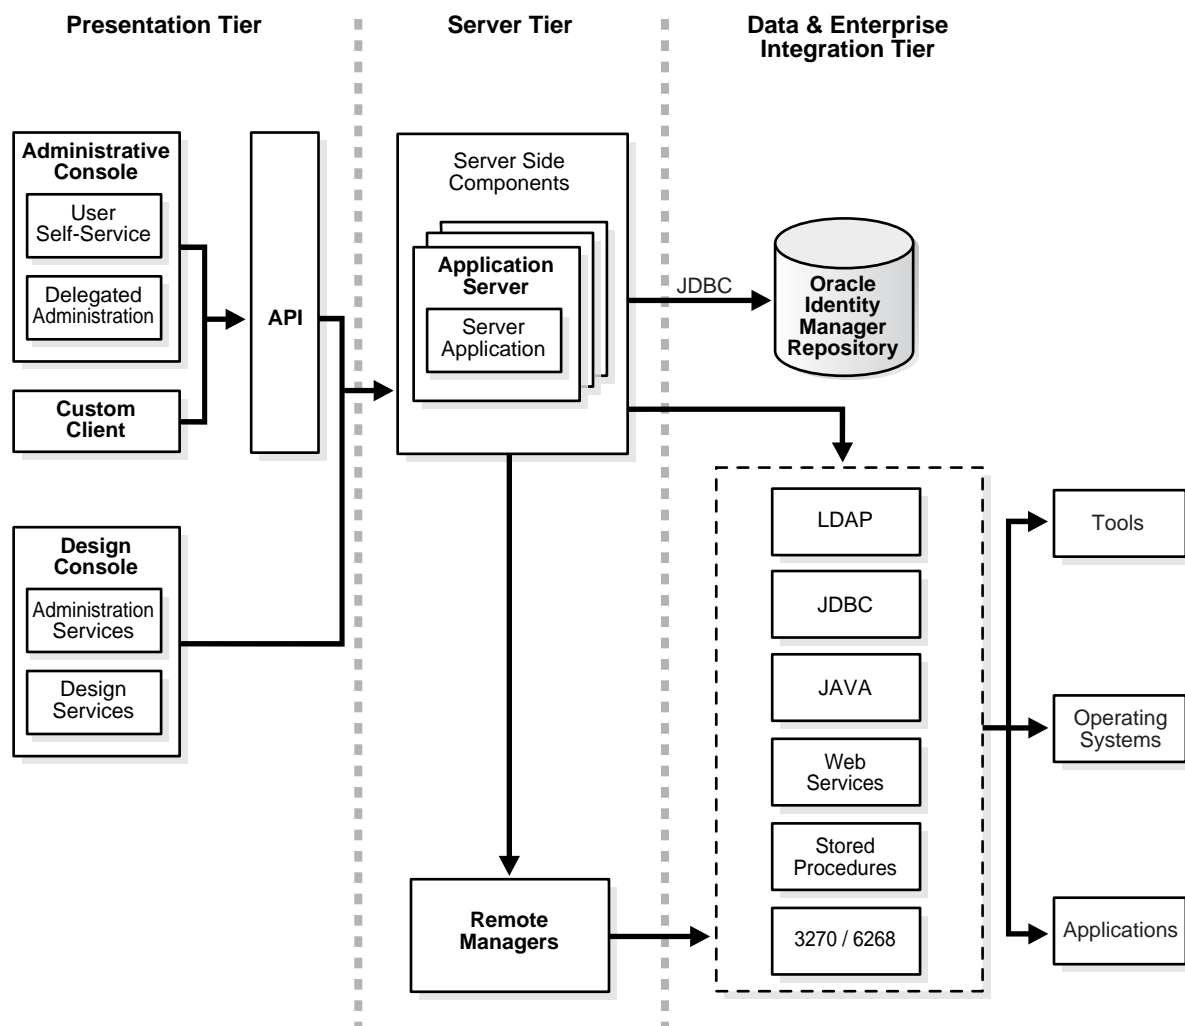 Presentation Tier
Server Tier
Data & Enterprise
Integration Tier
Administrative
Console
User
Self-Service
Delegated
Administration
Custom
Client
API
Design
Console
Administration
Services
Design
Services
Server Side
Components
Application
Server
Server
Application
Remote
Managers
JDBC
Oracle
Identity
Manager
Repository
LDAP
JDBC
JAVA
Web
Services
Stored
Procedures
3270 / 6268
Tools
Operating
Systems
Applications